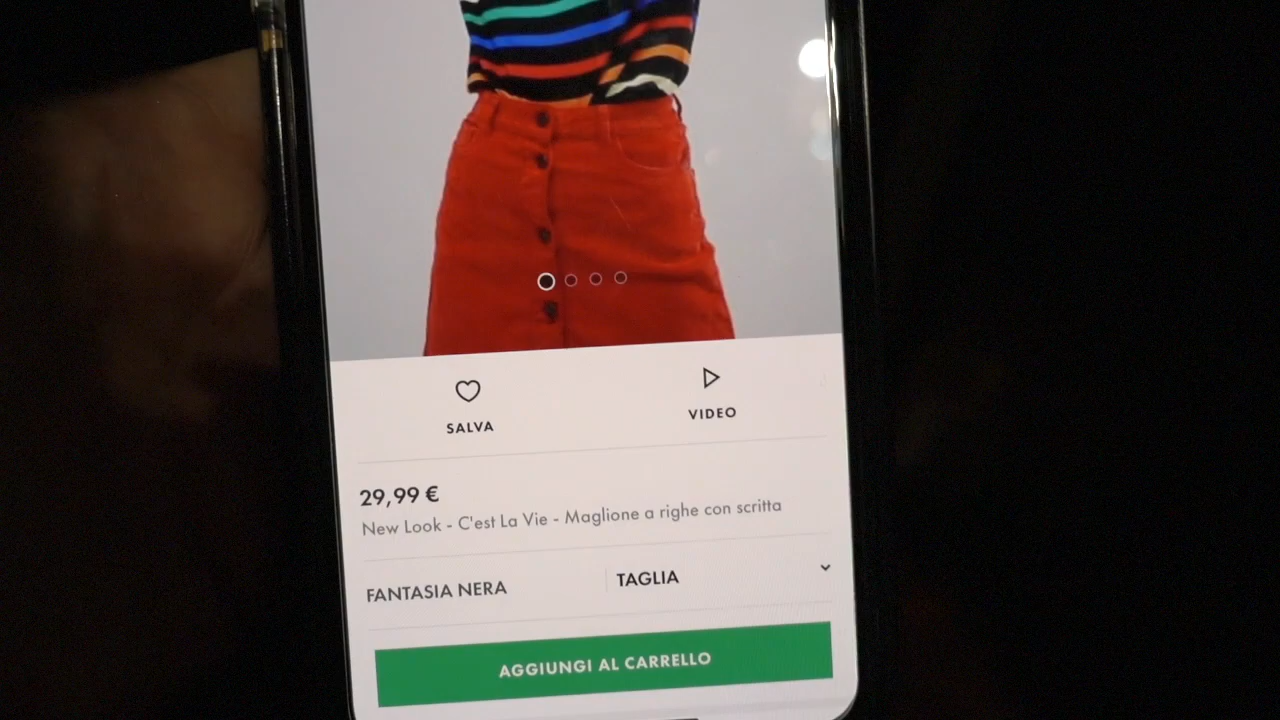 SALVA
VIDEO
29,99 €
New Look - C'est La Vie - Maglione a righe con scritta
FANTASIA NERA
TAGLIA
AGGIUNGI AL CARRELLO